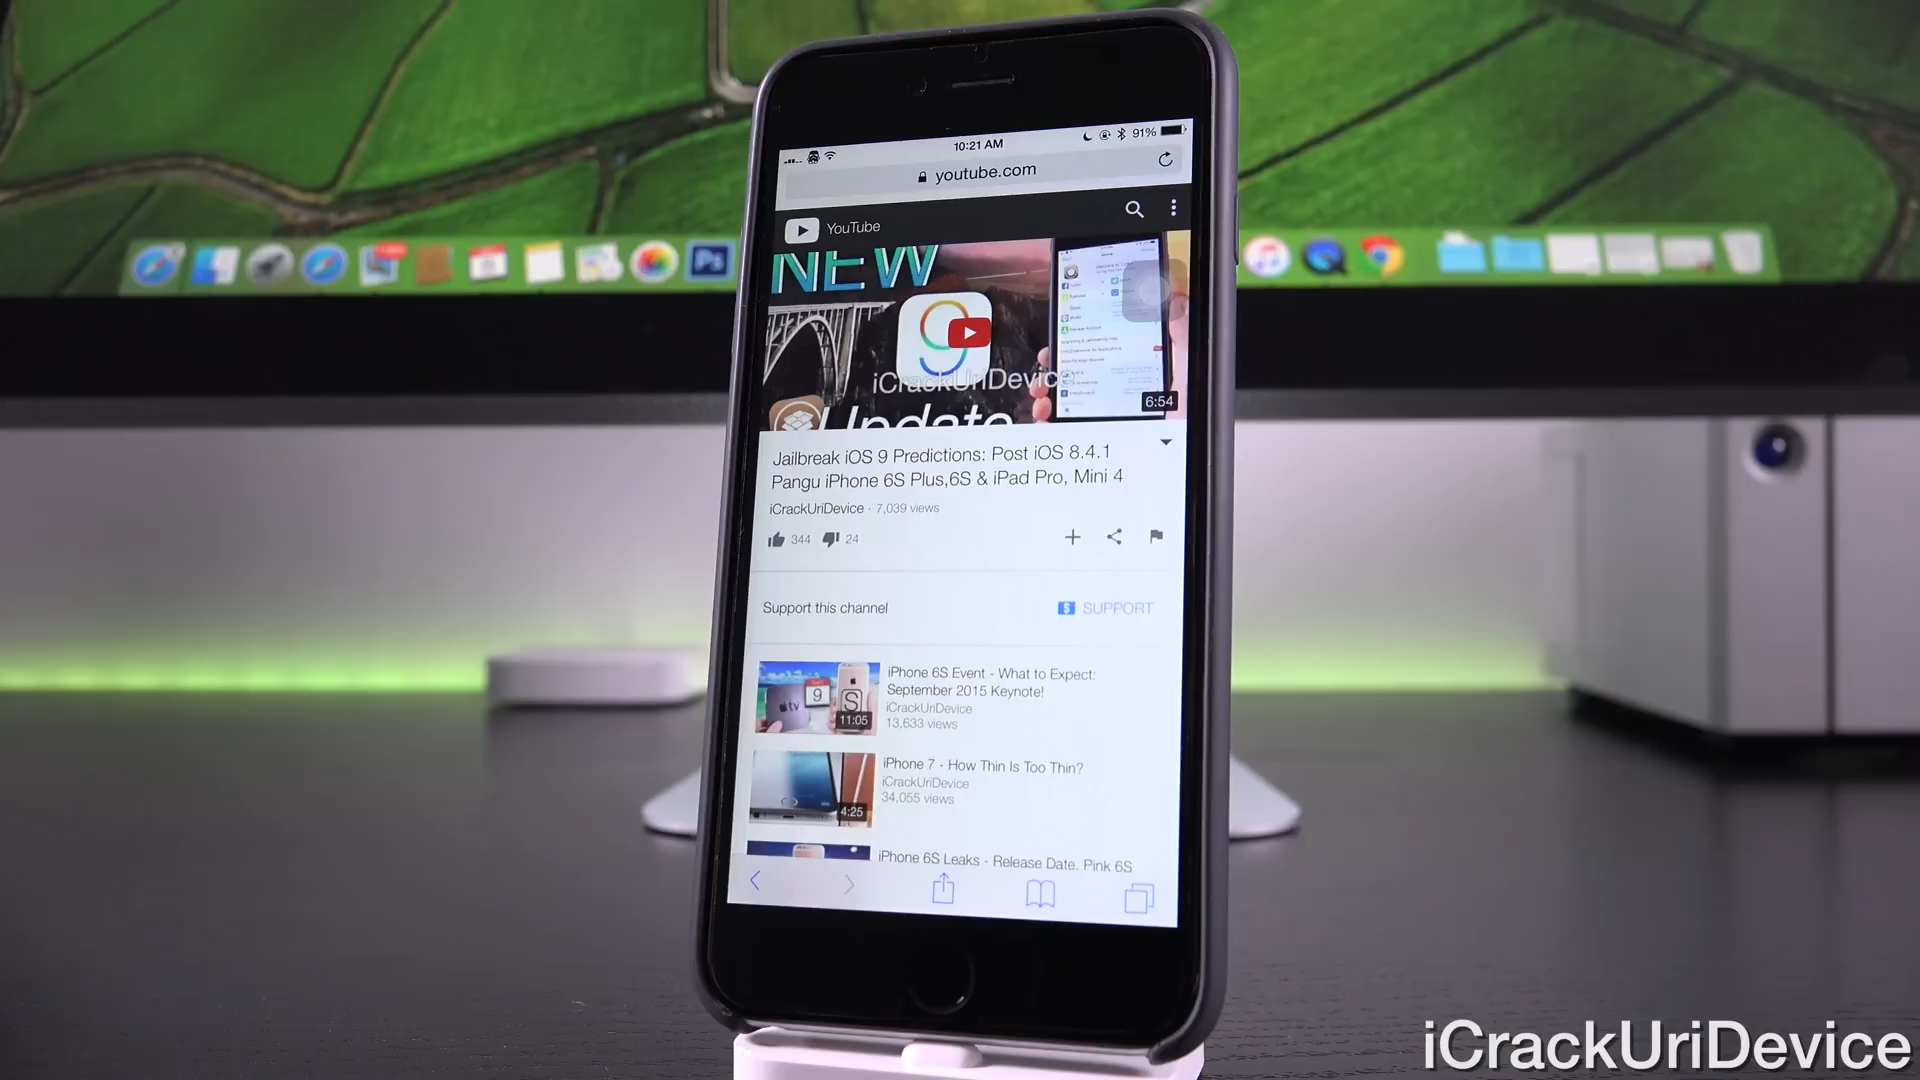 10:21 AM
91%
youtube.com
YouTube
NEW
9
iCrackUriDevice
Update
6:54
Jailbreak iOS 9 Predictions: Post iOS 8.4.1
Pangu iPhone 6S Plus,6S & iPad Pro, Mini 4
iCrackUriDevice · 7,039 views
344 24
Support this channel
$ SUPPORT
iPhone 6S Event - What to Expect:
September 2015 Keynote!
iCrackUriDevice
13,633 views
tv 9 S
11:05
iPhone 7 - How Thin Is Too Thin?
iCrackUriDevice
34,055 views
4:25
iPhone 6S Leaks - Release Date, Pink 6S
Ps
iCrackUriDevice